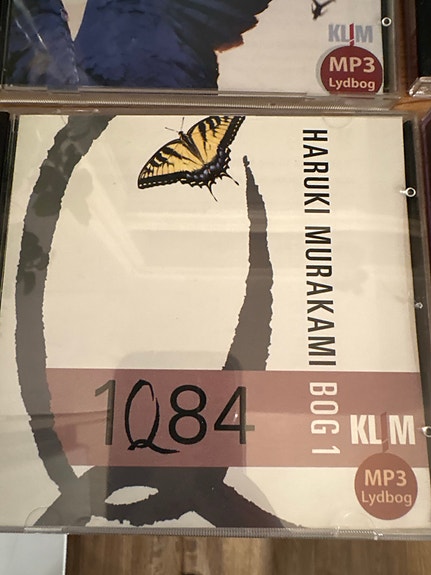 KLIM
MP3
Lydbog
HARUKI MURAKAMI BOG 1
1Q84
KLIM
MP3
Lydbog